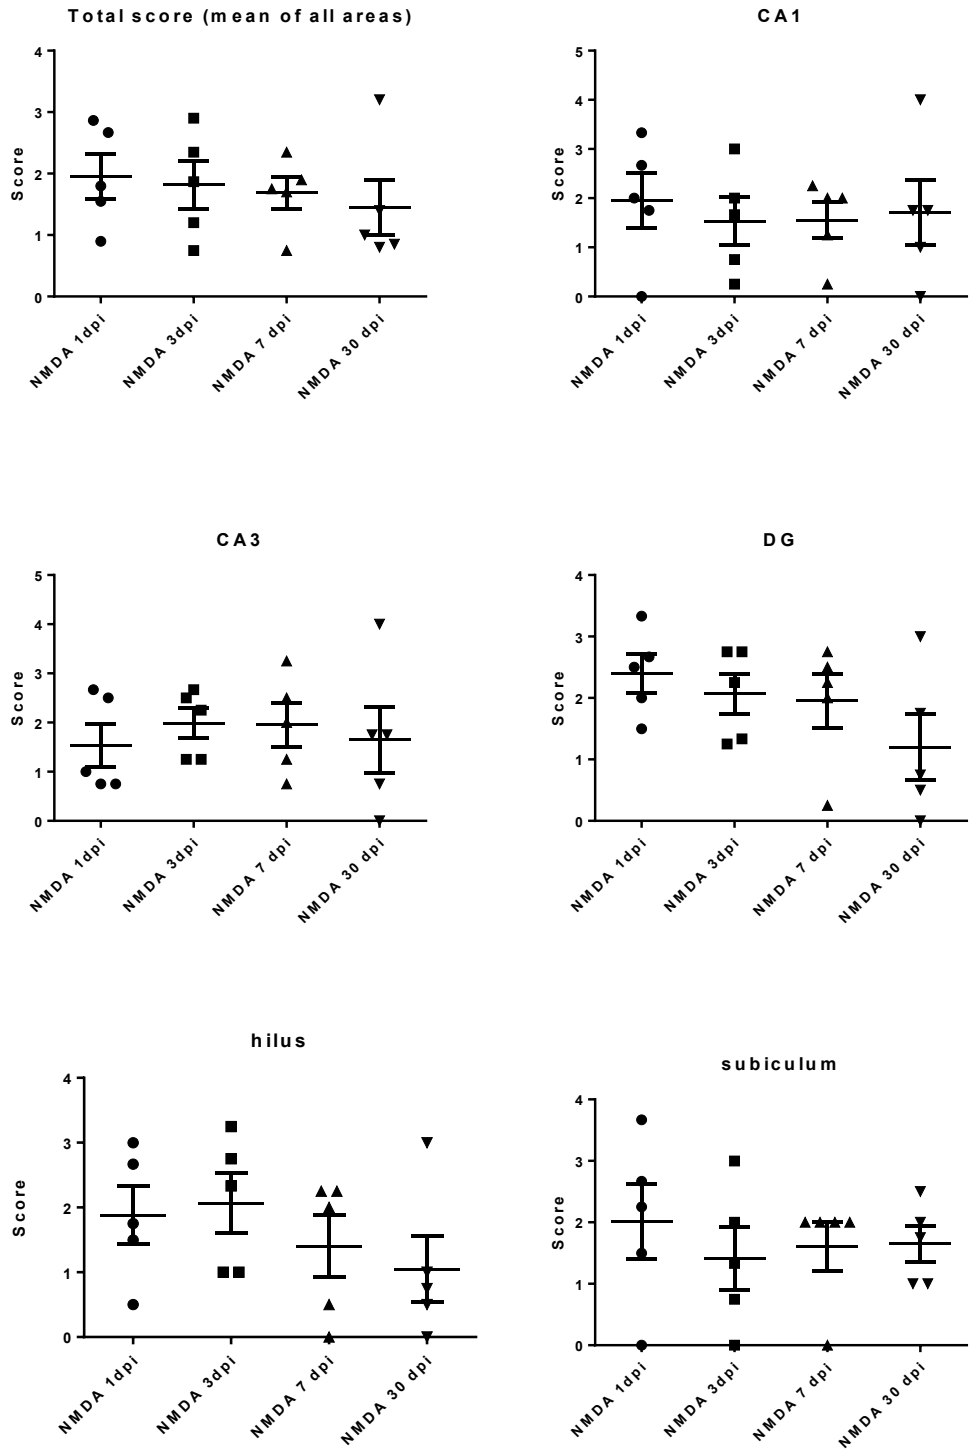 Total score (mean of all areas)
Score
4
3
2
1
0
NMDA 1dpi
NMDA 3dpi
NMDA 7 dpi
NMDA 30 dpi
CA1
Score
5
4
3
2
1
0
NMDA 1dpi
NMDA 3dpi
NMDA 7 dpi
NMDA 30 dpi
CA3
Score
5
4
3
2
1
0
NMDA 1dpi
NMDA 3dpi
NMDA 7 dpi
NMDA 30 dpi
DG
Score
4
3
2
1
0
NMDA 1dpi
NMDA 3dpi
NMDA 7 dpi
NMDA 30 dpi
hilus
Score
4
3
2
1
0
NMDA 1dpi
NMDA 3dpi
NMDA 7 dpi
NMDA 30 dpi
subiculum
Score
4
3
2
1
0
NMDA 1dpi
NMDA 3dpi
NMDA 7 dpi
NMDA 30 dpi